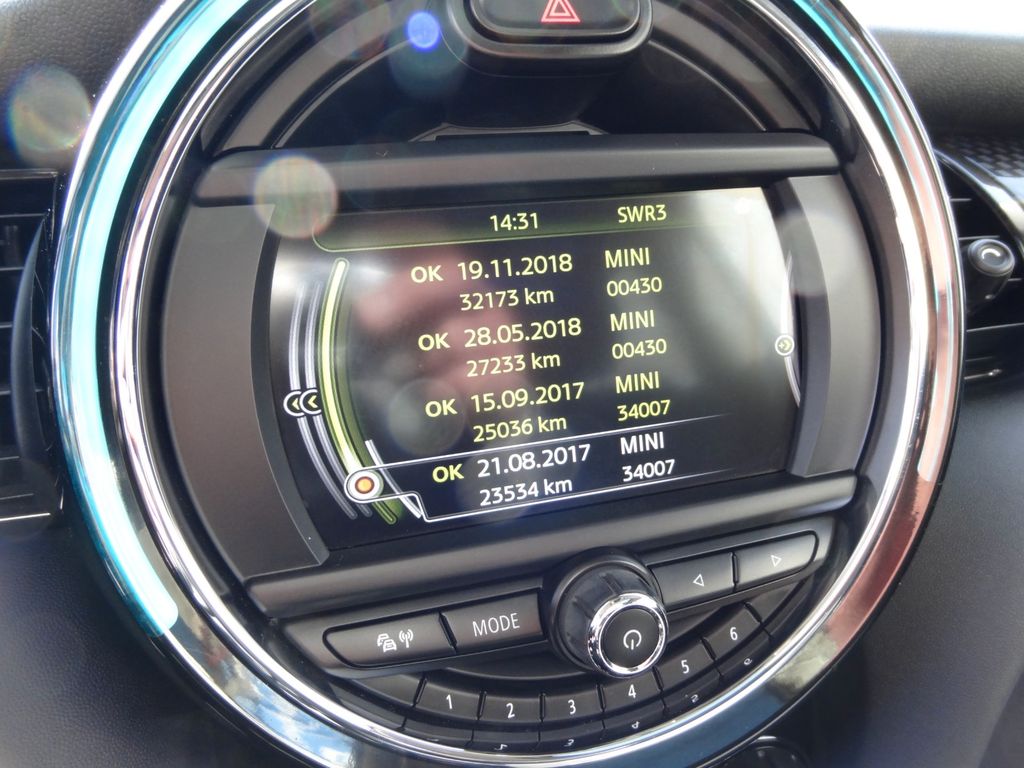 14:31 SWR3
OK 19.11.2018 MINI
32173 km 00430
OK 28.05.2018 MINI
27233 km 00430
OK 15.09.2017 MINI
25036 km 34007
OK 21.08.2017 MINI
23534 km 34007
MODE
1 2 3 4 5 6